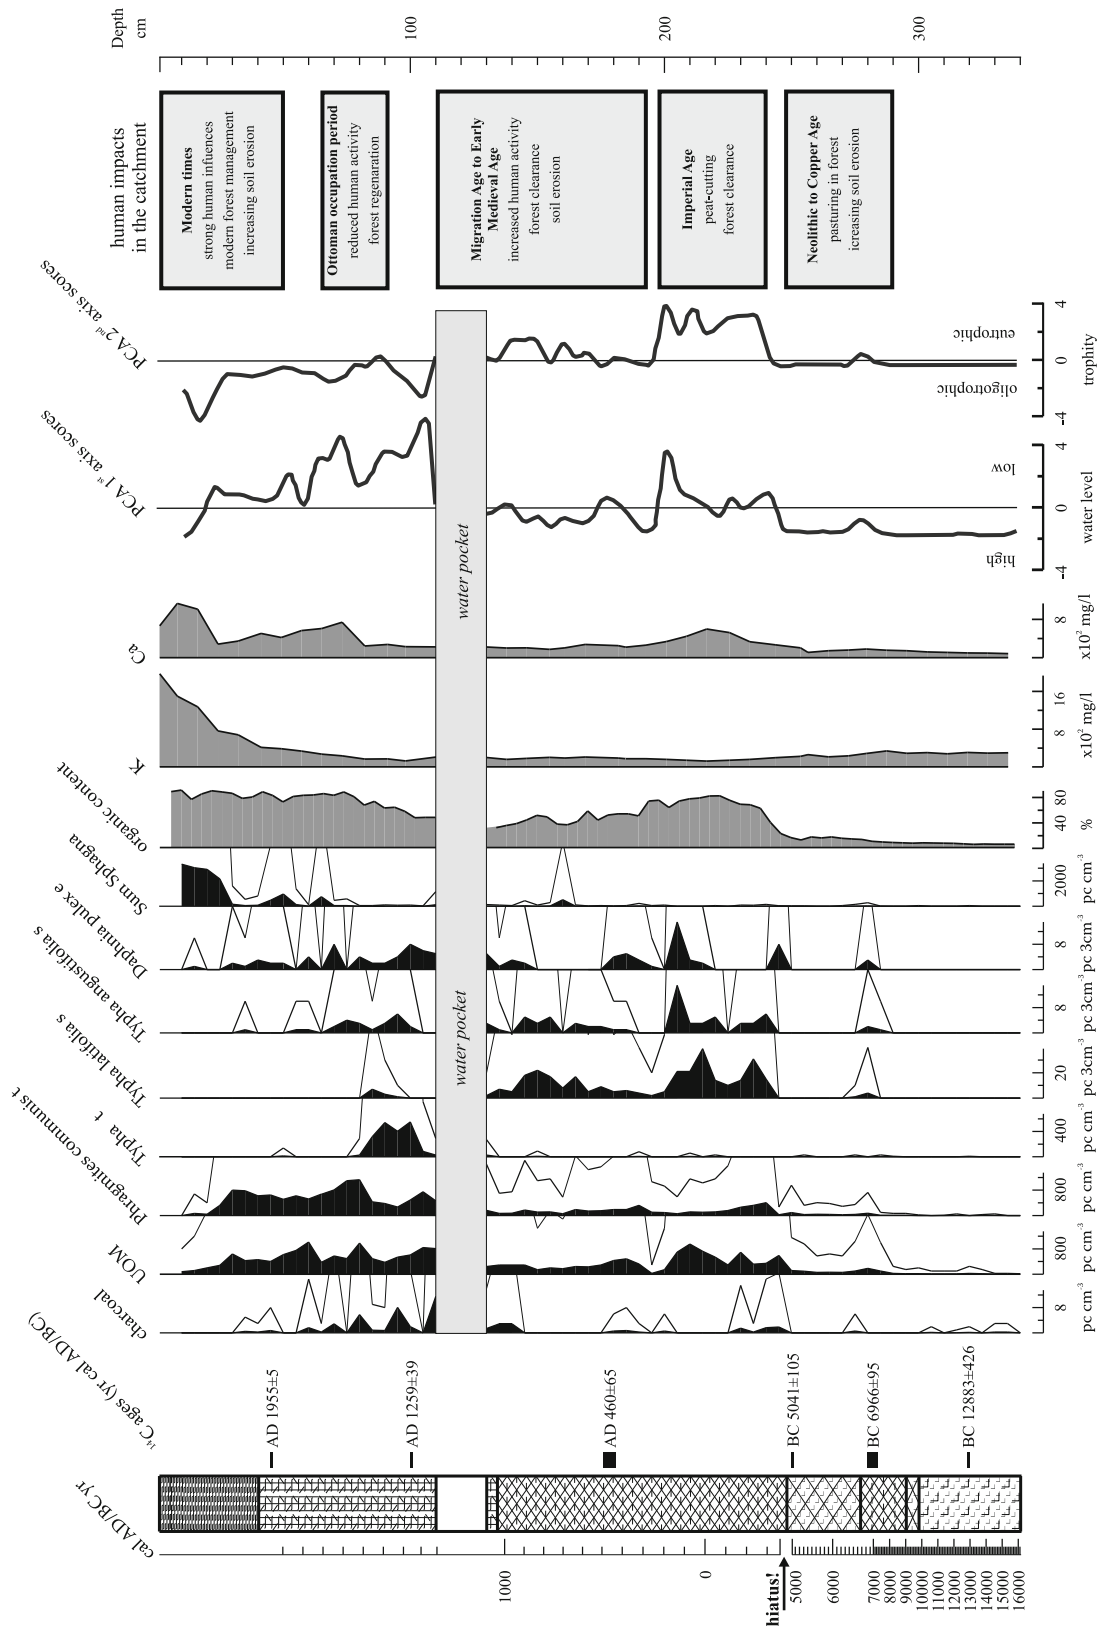 Depth
cm
100
200
300
human impacts
in the catchment
Modern times
strong human influences
modern forest management
increasing soil erosion
Ottoman occupation period
reduced human activity
forest regenaration
Migration Age to Early
Medieval Age
increased human activity
forest clearance
soil erosion
Imperial Age
peat-cutting
forest clearance
Neolithic to Copper Age
pasturing in forest
icreasing soil erosion
PCA 2nd axis scores
eutrophic
oligotrophic
4
0
-4
trophity
PCA 1st axis scores
low
high
4
0
-4
water level
Ca
8
x10² mg/l
K
16
8
x10² mg/l
organic content
80
40
%
Sum Sphagna
2000
pc cm-3
Daphnia pulex e
8
pc 3cm-3
Typha angustifolia s
8
pc 3cm-3
Typha latifolia s
20
pc 3cm-3
Typha t
400
pc cm-3
Phragmites communis t
800
pc cm-3
UOM
800
pc cm-3
charcoal
8
pc cm-3
water pocket
water pocket
14C ages (yr cal AD/BC)
AD 1955±5
AD 1259±39
AD 460±65
BC 5041±105
BC 6966±95
BC 12883±426
cal AD/BC yr
1000
0
hiatus!
5000
6000
7000
8000
9000
10000
11000
12000
13000
14000
15000
16000